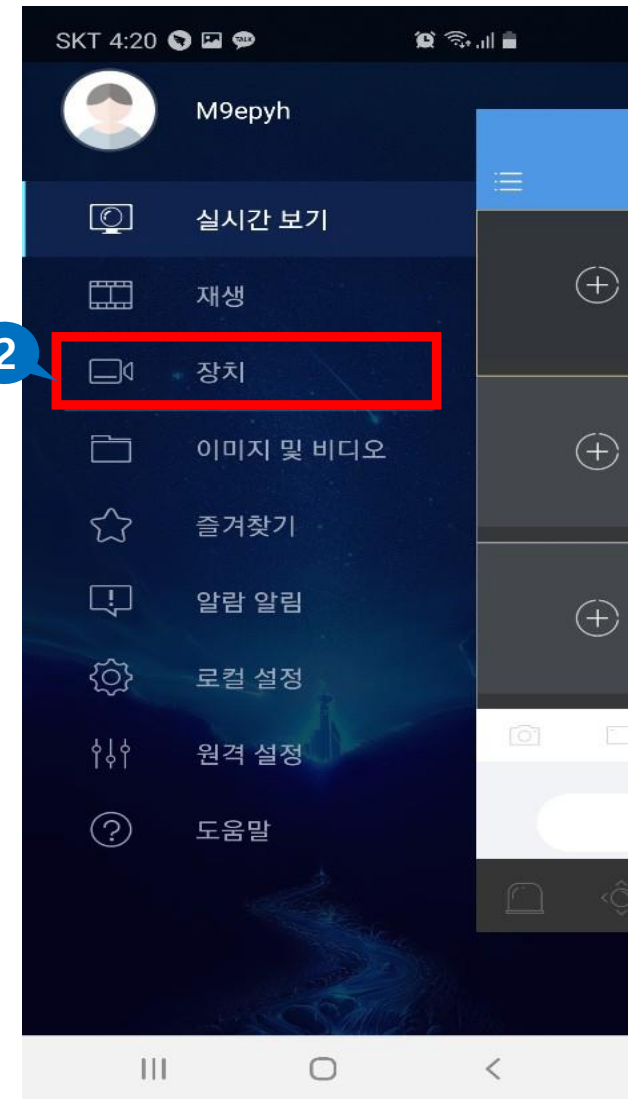 SKT 4:20 TALK
M9epyh
실시간 보기
재생
2
장치
이미지 및 비디오
즐겨찾기
알람 알림
로컬 설정
원격 설정
도움말